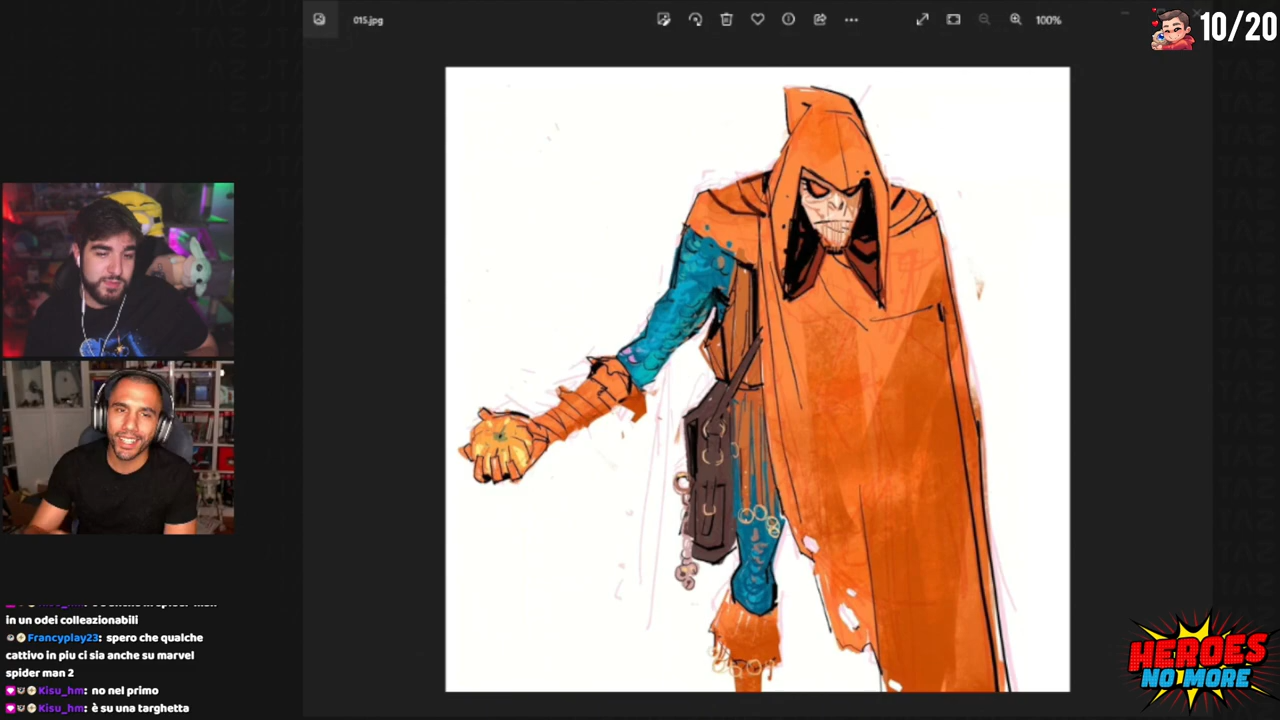 015.jpg
100%
10/20
in un odei colleazionabili
Francyplay23: spero che qualche
cattivo in piu ci sia anche su marvel
spider man 2
Kisu_hm: no nel primo
Kisu_hm: è su una targhetta
HEROES
NO MORE